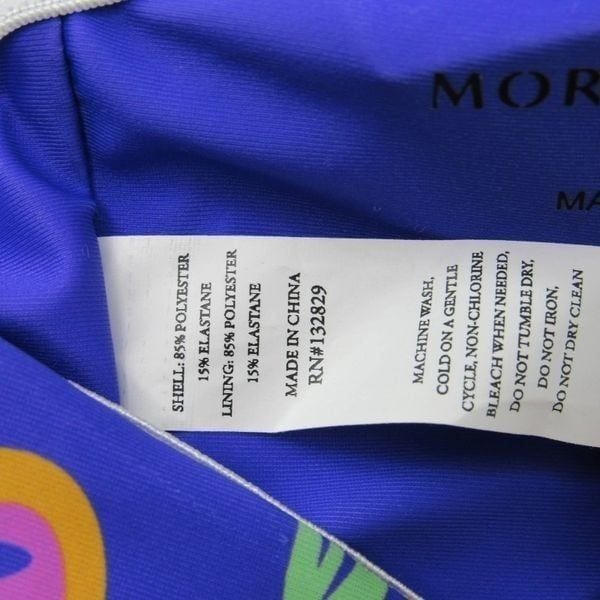 MOR
MA
SHELL: 85% POLYESTER
15% ELASTANE
LINING: 85% POLYESTER
15% ELASTANE
MADE IN CHINA
RN#132829
MACHINE WASH,
COLD ON A GENTLE
CYCLE, NON-CHLORINE
BLEACH WHEN NEEDED,
DO NOT TUMBLE DRY,
DO NOT IRON,
DO NOT DRY CLEAN